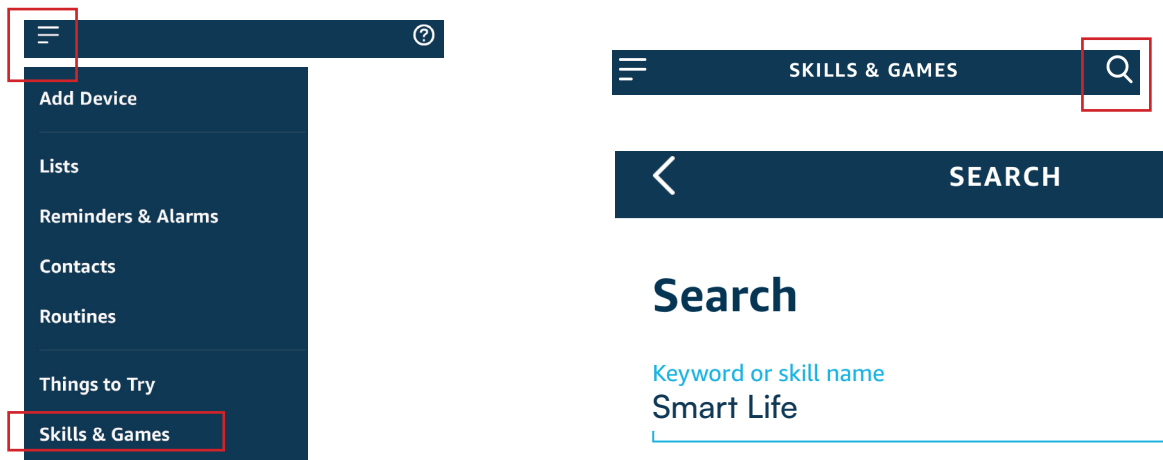 Add Device
Lists
Reminders & Alarms
Contacts
Routines
Things to Try
Skills & Games
SKILLS & GAMES
SEARCH
Search
Keyword or skill name
Smart Life